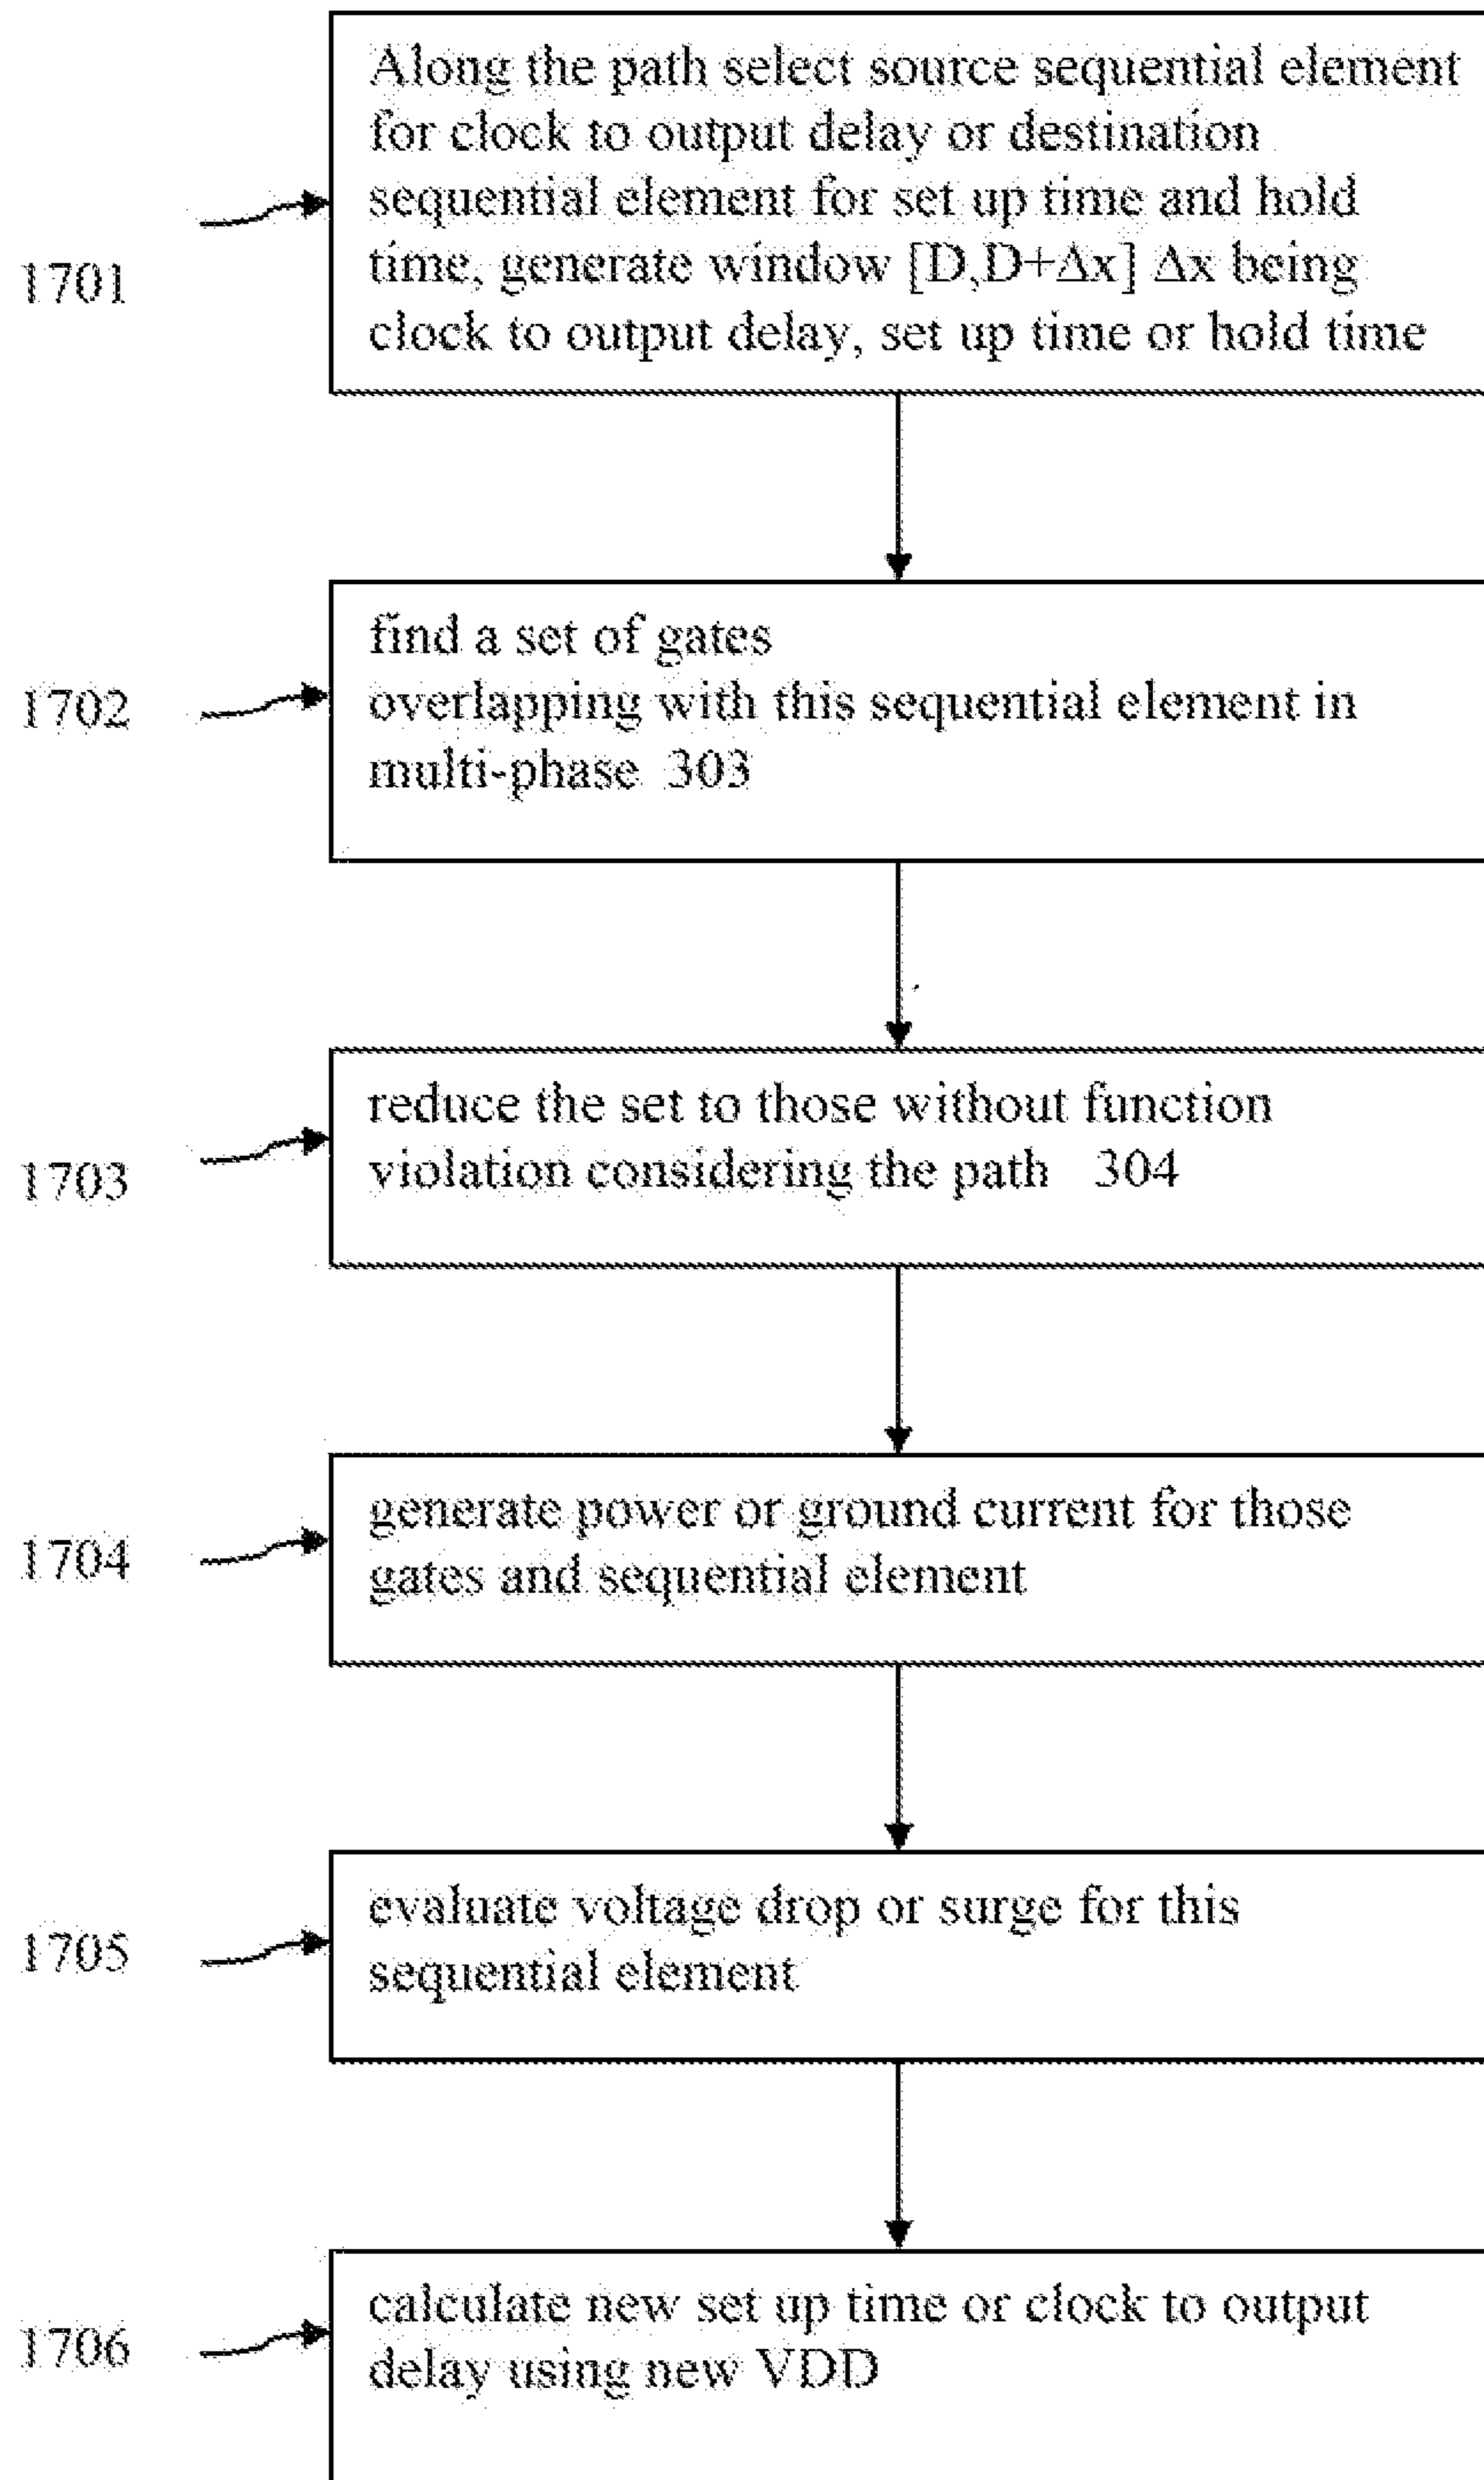 Along the path select source sequential element
for clock to output delay or destination
sequential element for set up time and hold
time, generate window [D,D+Δx] Δx being
clock to output delay, set up time or hold time
1701
find a set of gates
overlapping with this sequential element in
multi-phase 303
1702
reduce the set to those without function
violation considering the path 304
1703
generate power or ground current for those
gates and sequential element
1704
evaluate voltage drop or surge for this
sequential element
1705
calculate new set up time or clock to output
delay using new VDD
1706